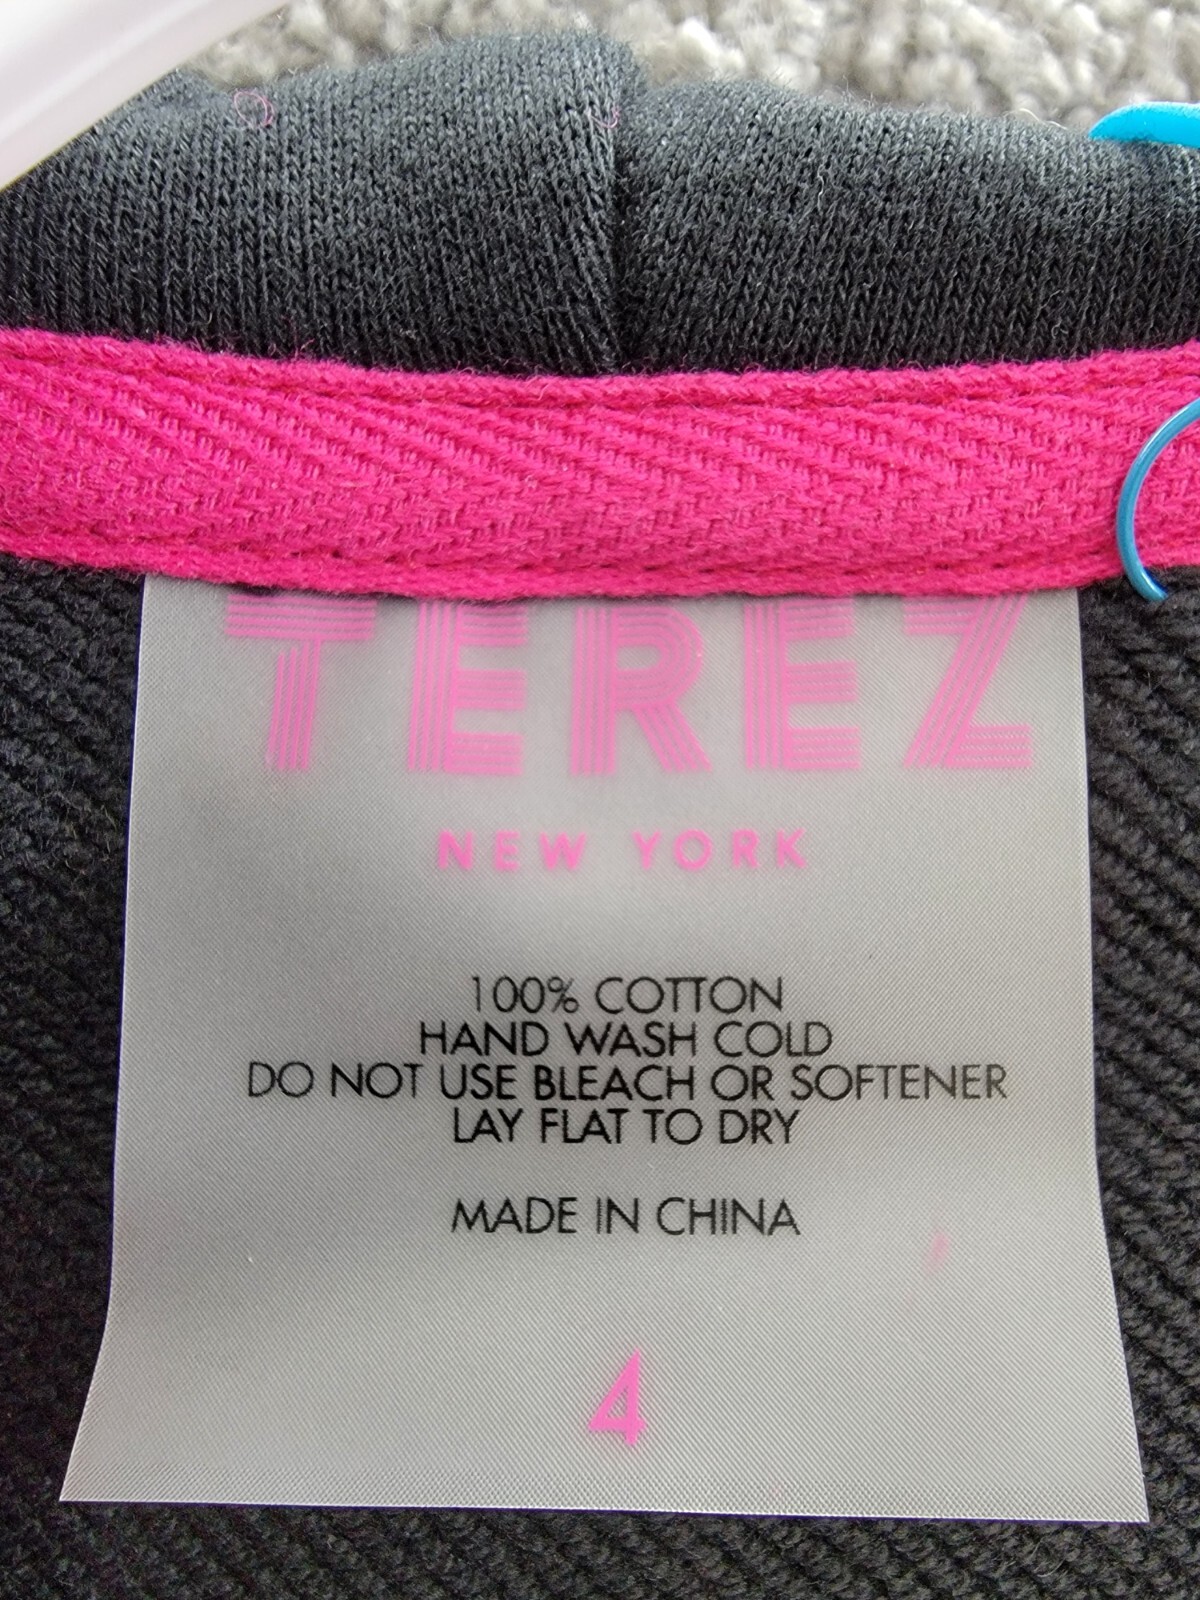 TEREZ
NEW YORK
100% COTTON
HAND WASH COLD
DO NOT USE BLEACH OR SOFTENER
LAY FLAT TO DRY
MADE IN CHINA
4